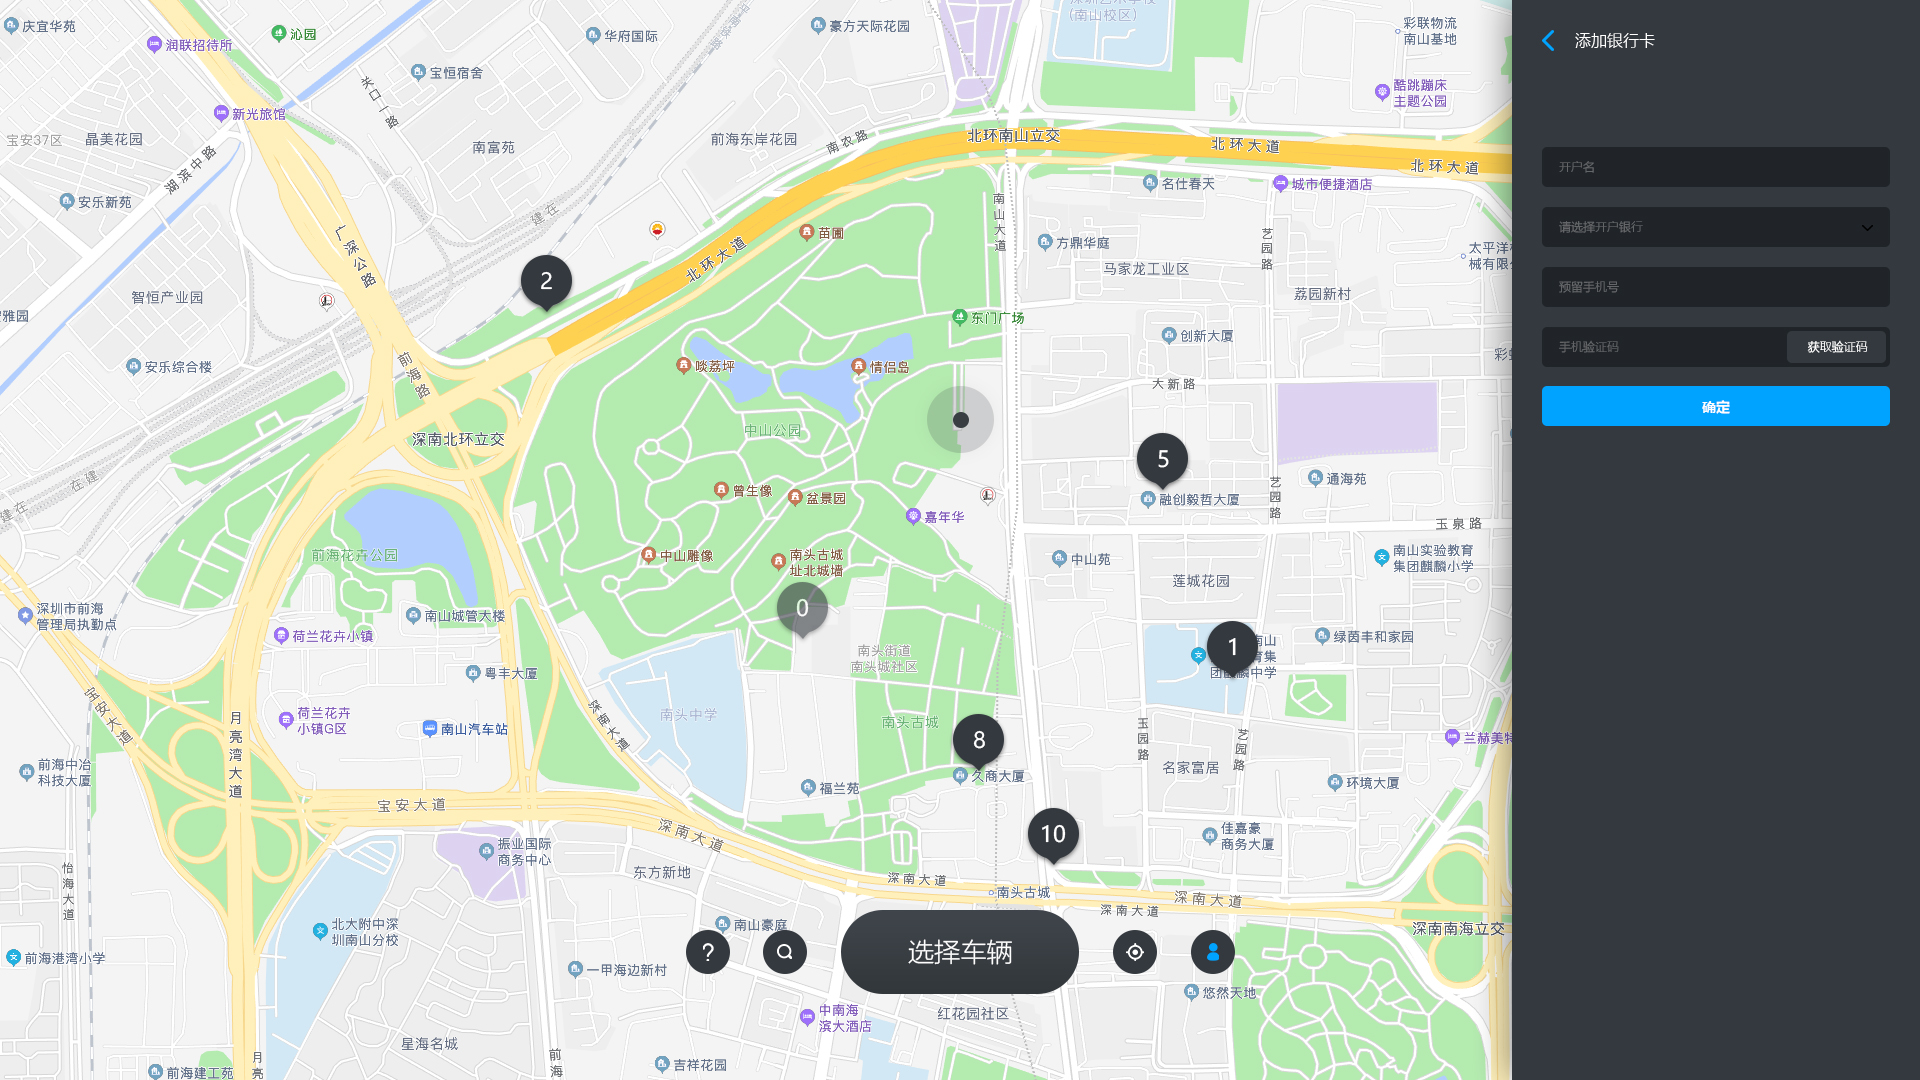 庆宜华苑
润联招待所
沁园
宝恒宿舍
华府国际
豪方天际花园
(南山校区)
彩联物流
南山基地
酷跳蹦床
主题公园
新光旅馆
宝安37区
晶美花园
关口一路
南富苑
前海东岸花园
南农路
北环南山立交
北环大道
北环大道
湖滨中路
安乐新苑
名仕春天
城市便捷酒店
建在
广深公路
苗圃
北环大道
南山大道
方鼎华庭
艺园路
马家龙工业区
太平洋
械有限
智恒产业园
2
荔园新村
雅园
东门广场
创新大厦
安乐综合楼
前海路
啖荔坪
情侣岛
大新路
彩
深南北环立交
中山公园
5
在建
建在
曾生像
盆景园
嘉年华
融创毅哲大厦
通海苑
艺园路
玉泉路
前海花卉公园
中山雕像
南头古城
址北城墙
中山苑
莲城花园
南山实验教育
集团麒麟小学
深圳市前海
管理局执勤点
荷兰花卉小镇
南山城管大楼
0
南头街道
南头城社区
1
南山
育集
中学
绿茵丰和家园
粤丰大厦
宝安大道
月亮湾大道
荷兰花卉
小镇G区
南山汽车站
深南大道
南头中学
南头古城
8
久商大厦
玉园路
艺园路
名家富居
兰赫美特
前海中冶
科技大厦
福兰苑
环境大厦
宝安大道
深南大道
10
佳嘉豪
商务大厦
振业国际
商务中心
怡海大道
东方新地
深南大道
南头古城
深南大道
深南大道
深南南海立交
北大附中深
圳南山分校
前海港湾小学
南山豪庭
一甲海边新村
?
选择车辆
悠然天地
中南海
滨大酒店
红花园社区
星海名城
吉祥花园
前海
前海建工苑
月亮
添加银行卡
开户名
请选择开户银行
预留手机号
手机验证码
获取验证码
确定